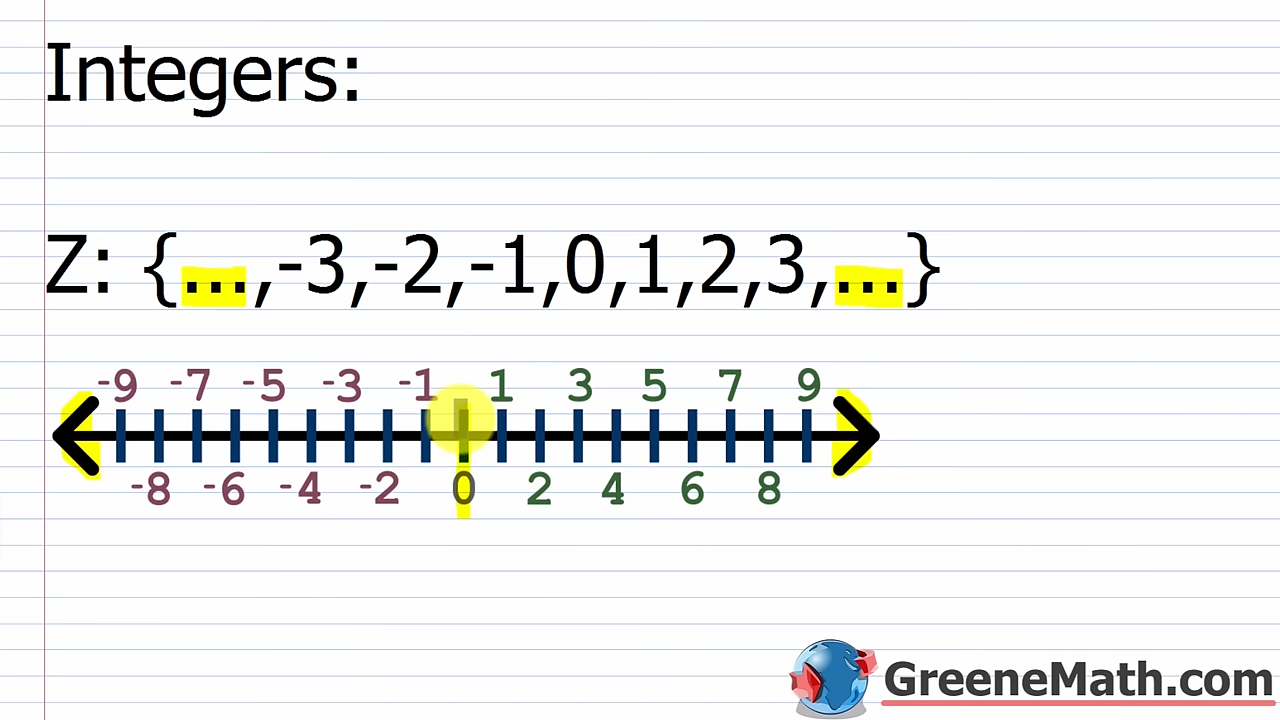 Integers:
Z: {...,-3,-2,-1,0,1,2,3,...}
-9 -7 -5 -3 -1 1 3 5 7 9
-8 -6 -4 -2 0 2 4 6 8
GreeneMath.com